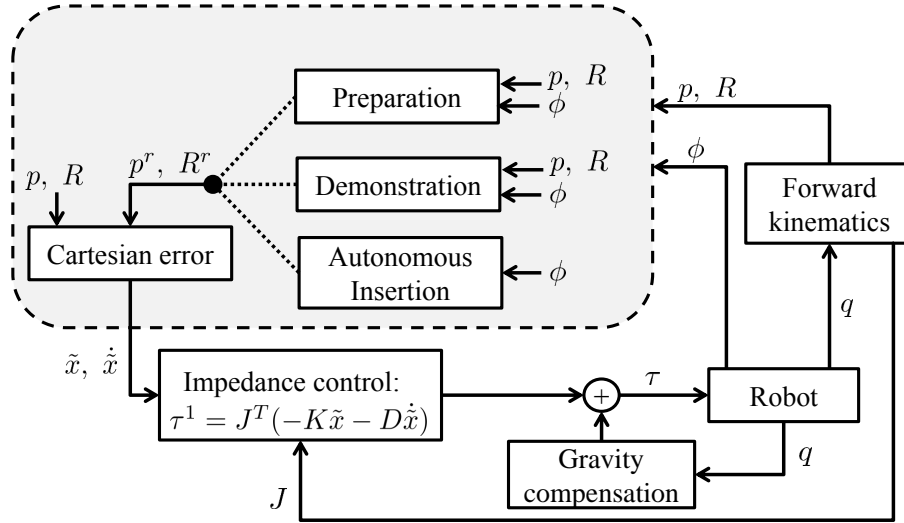 Preparation
p, R
ϕ
p, R
ϕ
p^r, R^r
p, R
Demonstration
p, R
ϕ
Forward
kinematics
Cartesian error
Autonomous
Insertion
ϕ
q
x̃, ẋ̃
Impedance control:
τ^1 = J^T(−Kx̃ − Dẋ̃)
+
τ
Robot
Gravity
compensation
q
J